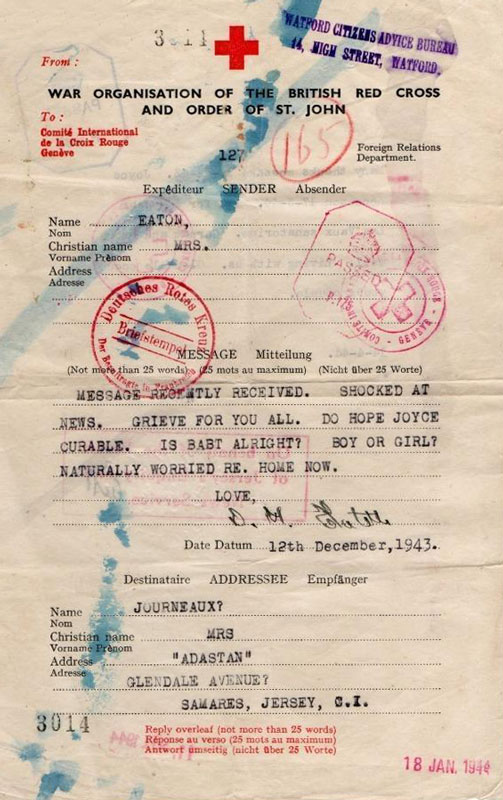 3014
WATFORD CITIZENS ADVICE BUREAU
14, HIGH STREET, WATFORD.
From :
WAR ORGANISATION OF THE BRITISH RED CROSS
AND ORDER OF ST. JOHN
To :
Comité International
de la Croix Rouge
Genève
165
127
Foreign Relations
Department.
Expéditeur SENDER Absender
Name EATON,
Nom
Christian name MRS.
Vorname Prénom
Address
Adresse
PASSED
GENÈVE
Deutsches Rotes Kreuz
Briefstempel
MESSAGE Mitteilung
(Not more than 25 words) (25 mots au maximum) (Nicht über 25 Worte)
MESSAGE RECENTLY RECEIVED. SHOCKED AT
NEWS. GRIEVE FOR YOU ALL. DO HOPE JOYCE
CURABLE. IS BABT ALRIGHT? BOY OR GIRL?
NATURALLY WORRIED RE. HOME NOW.
LOVE,
Date Datum 12th December, 1943.
Destinataire ADDRESSEE Empfänger
Name JOURNEAUX?
Nom
Christian name MRS
Vorname Prénom
Address "ADASTAN"
Adresse
GLENDALE AVENUE?
SAMARES, JERSEY, C.I.
3014
Reply overleaf (not more than 25 words)
Réponse au verso (25 mots au maximum)
Antwort umseitig (nicht über 25 Worte)
18 JAN. 1944